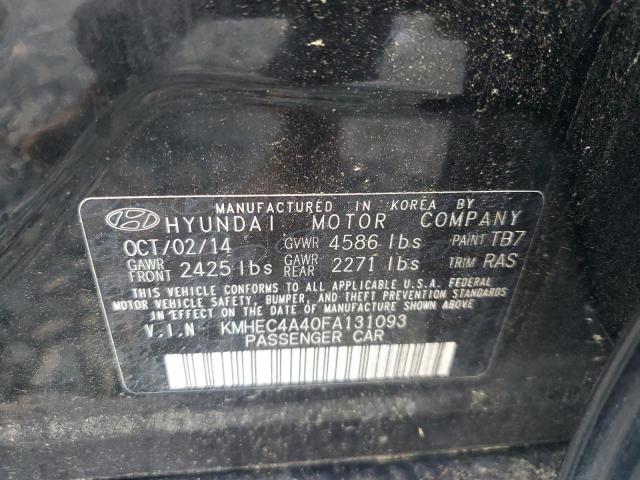 MANUFACTURED IN KOREA BY
HYUNDAI MOTOR COMPANY
OCT/02/14 GVWR 4586 lbs PAINT TB7
GAWR FRONT 2425 lbs GAWR REAR 2271 lbs TRIM RAS
THIS VEHICLE CONFORMS TO ALL APPLICABLE U.S.A. FEDERAL
MOTOR VEHICLE SAFETY, BUMPER, AND THEFT PREVENTION STANDARDS
IN EFFECT ON THE DATE OF MANUFACTURE SHOWN ABOVE.
V.I.N KMHEC4A40FA131093
PASSENGER CAR